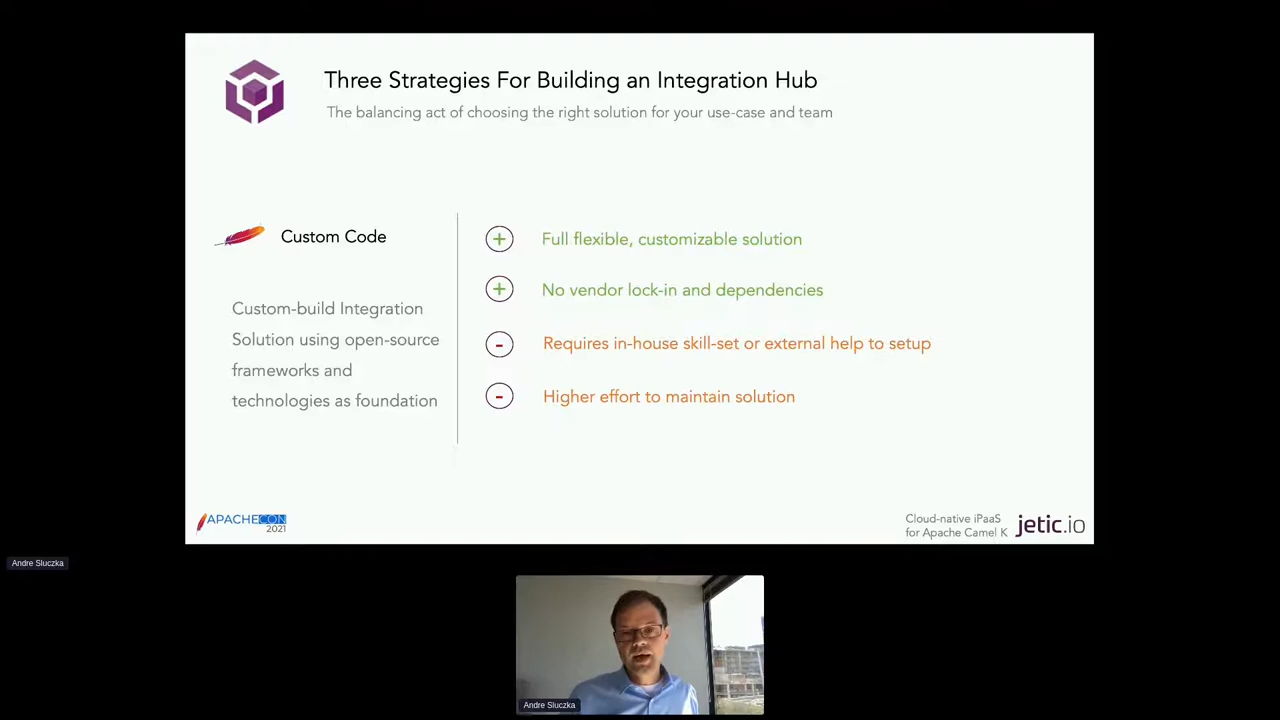 Three Strategies For Building an Integration Hub
The balancing act of choosing the right solution for your use-case and team
Custom Code
Custom-build Integration
Solution using open-source
frameworks and
technologies as foundation
+ Full flexible, customizable solution
+ No vendor lock-in and dependencies
- Requires in-house skill-set or external help to setup
- Higher effort to maintain solution
APACHECON
2021
Cloud-native iPaaS
for Apache Camel K
jetic.io
Andre Sluczka
Andre Sluczka